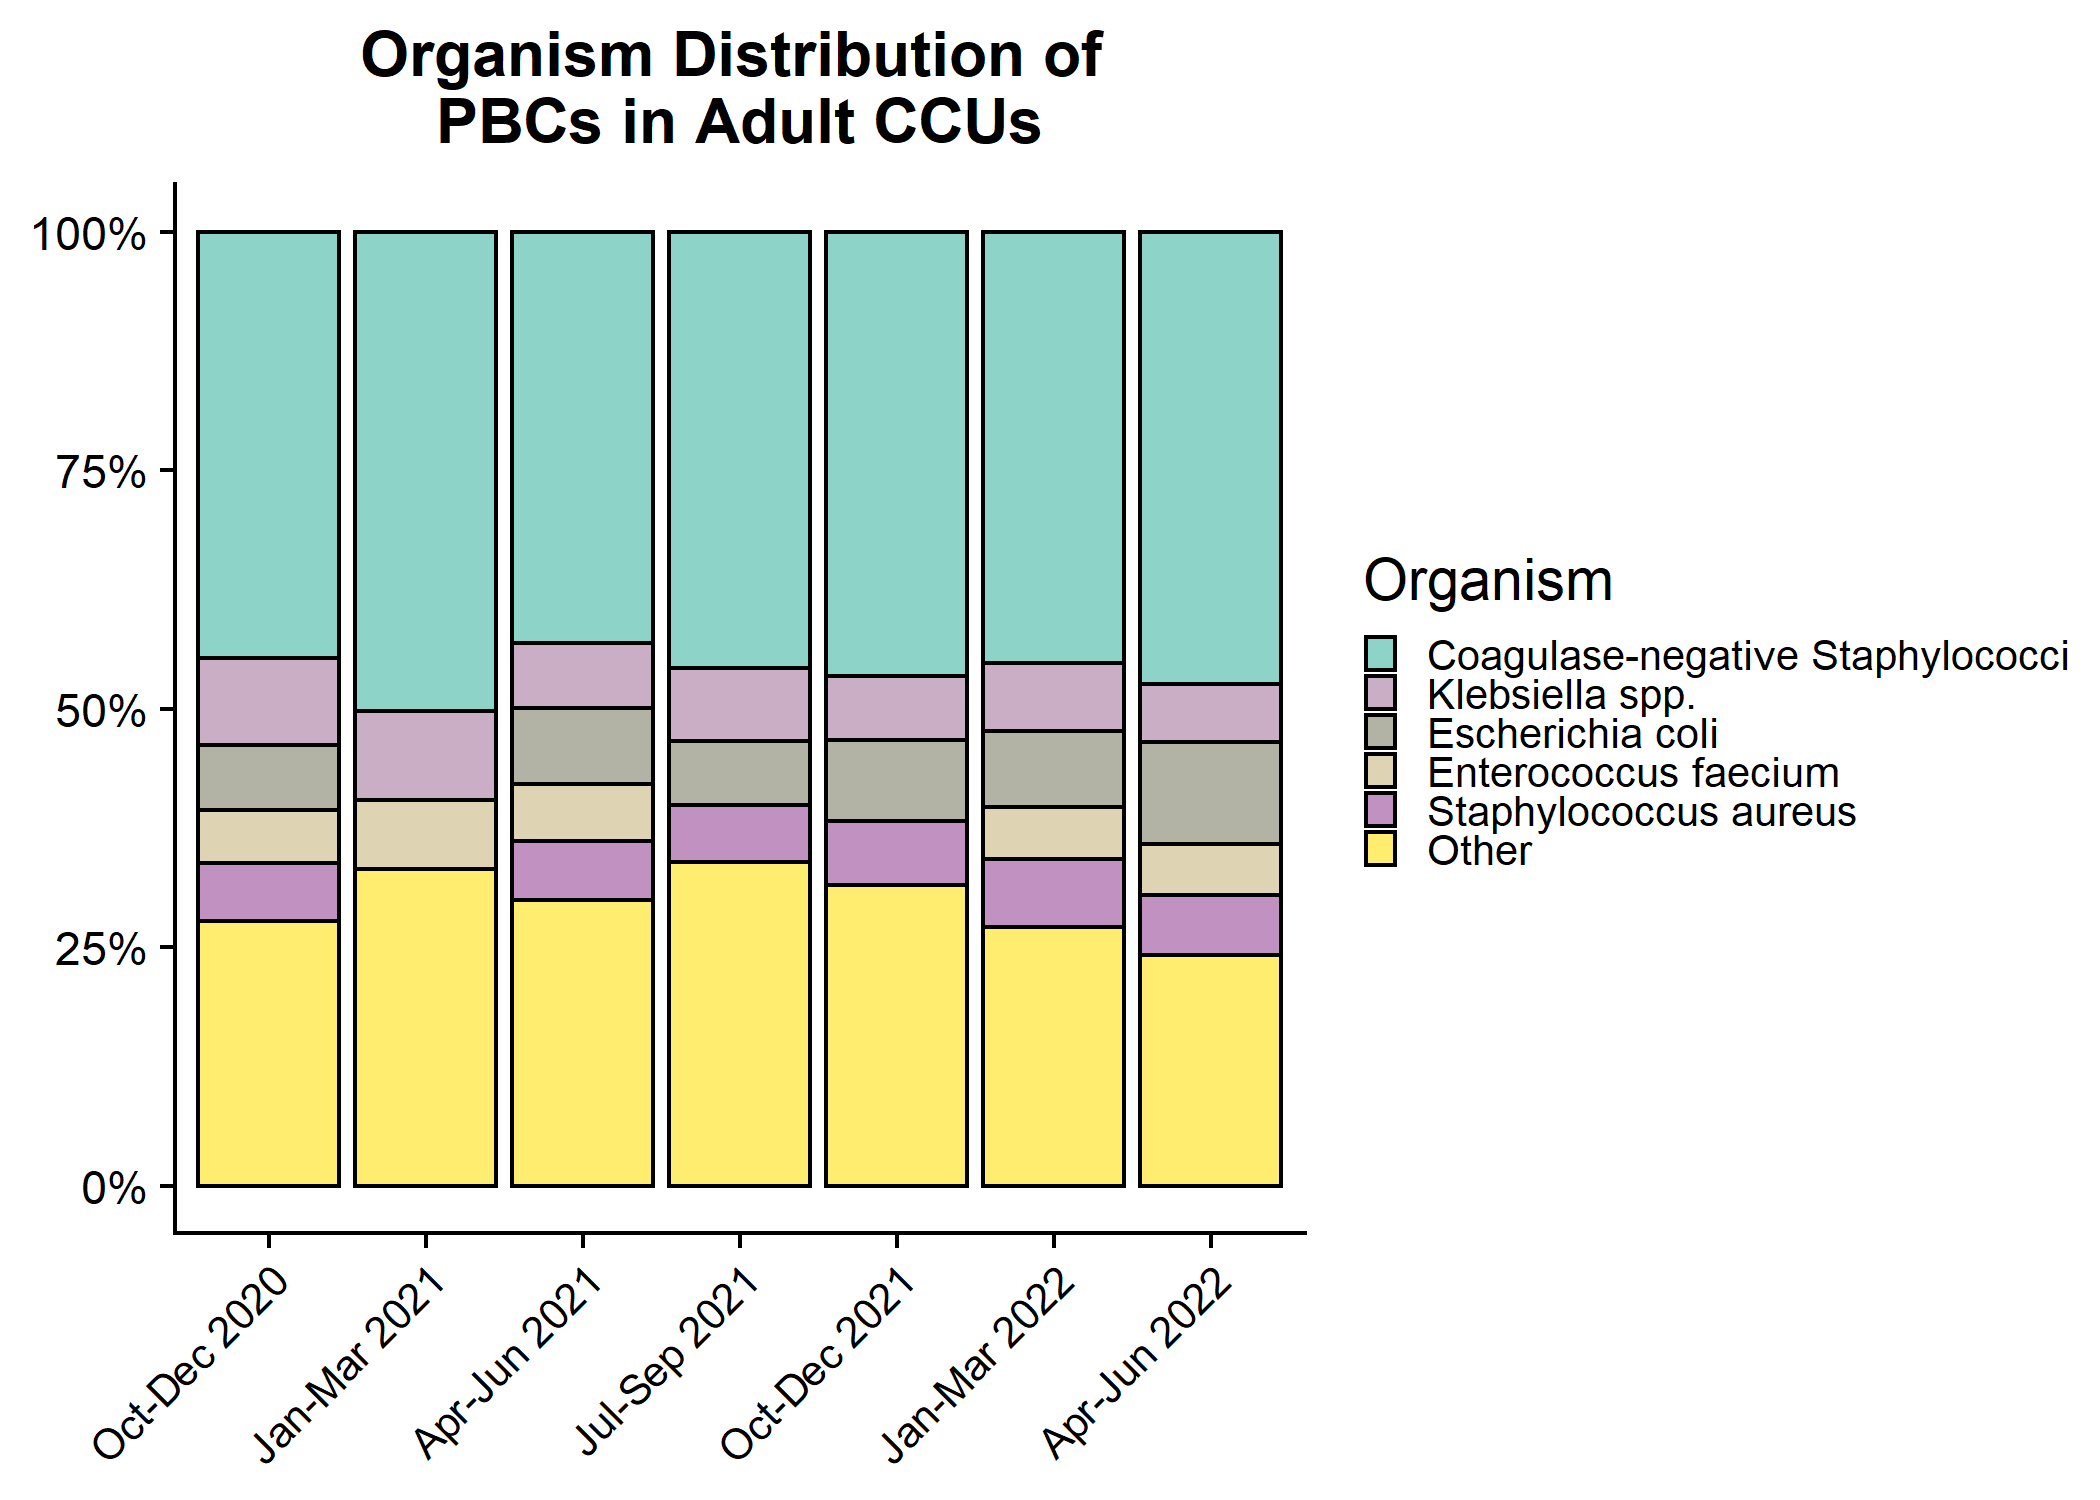 Organism Distribution of
PBCs in Adult CCUs
100%
75%
50%
25%
0%
Oct-Dec 2020
Jan-Mar 2021
Apr-Jun 2021
Jul-Sep 2021
Oct-Dec 2021
Jan-Mar 2022
Apr-Jun 2022
Organism
Coagulase-negative Staphylococci
Klebsiella spp.
Escherichia coli
Enterococcus faecium
Staphylococcus aureus
Other